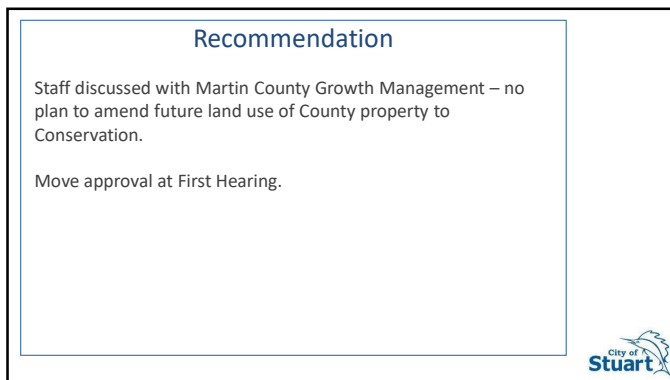 Recommendation
Staff discussed with Martin County Growth Management – no
plan to amend future land use of County property to
Conservation.
Move approval at First Hearing.
City of
Stuart